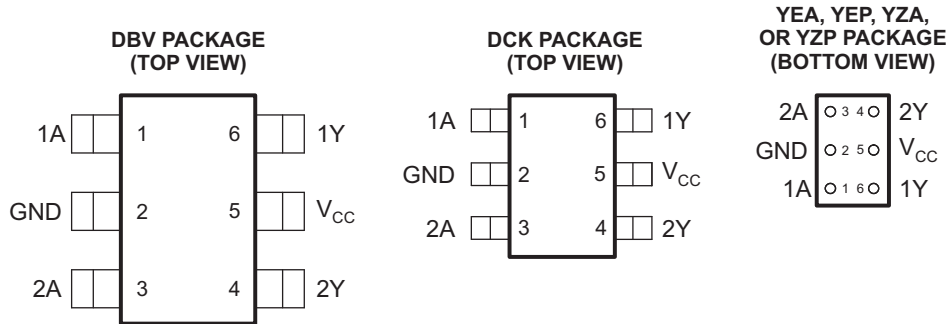 DBV PACKAGE
(TOP VIEW)
1A 1 6 1Y
GND 2 5 VCC
2A 3 4 2Y
DCK PACKAGE
(TOP VIEW)
1A 1 6 1Y
GND 2 5 VCC
2A 3 4 2Y
YEA, YEP, YZA,
OR YZP PACKAGE
(BOTTOM VIEW)
2A 3 4 2Y
GND 2 5 VCC
1A 1 6 1Y